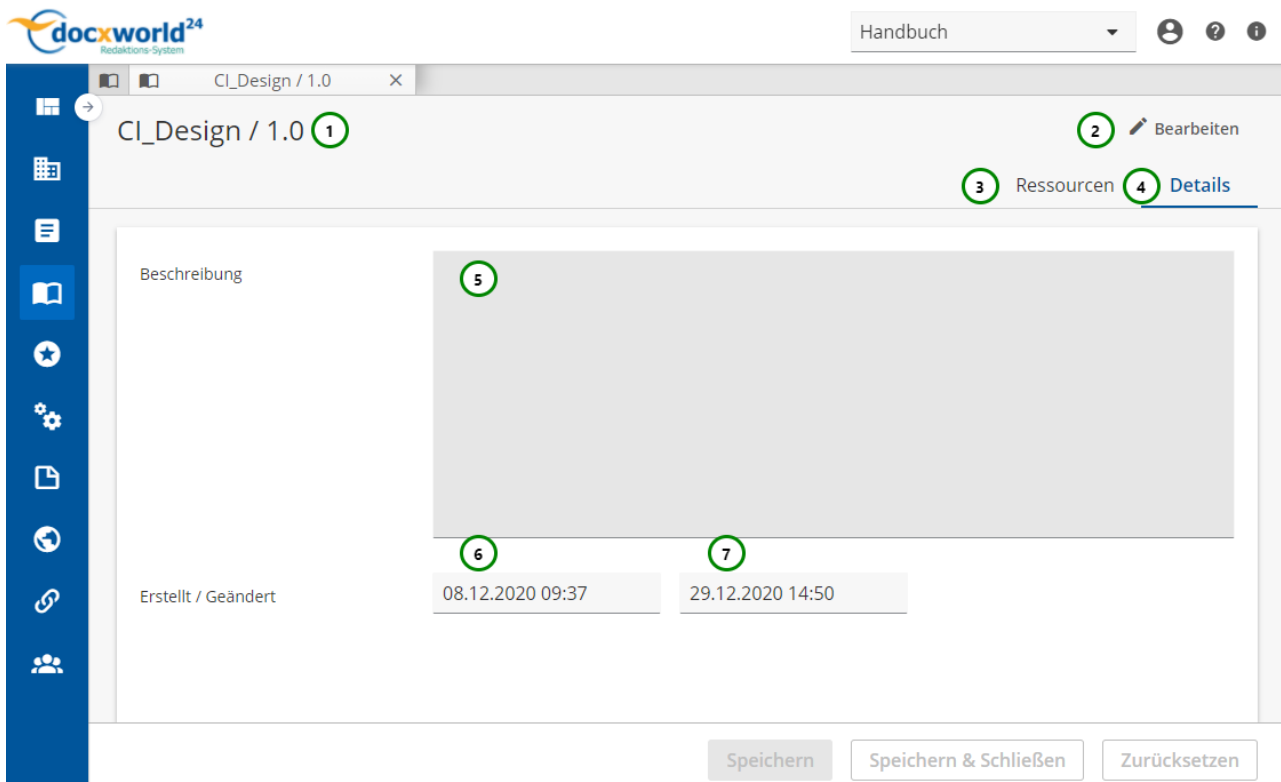 docxworld24
Redaktions-System
Handbuch
CI_Design / 1.0
CI_Design / 1.0 1
2 Bearbeiten
3 Ressourcen 4 Details
Beschreibung 5
6 7
Erstellt / Geändert 08.12.2020 09:37 29.12.2020 14:50
Speichern Speichern & Schließen Zurücksetzen